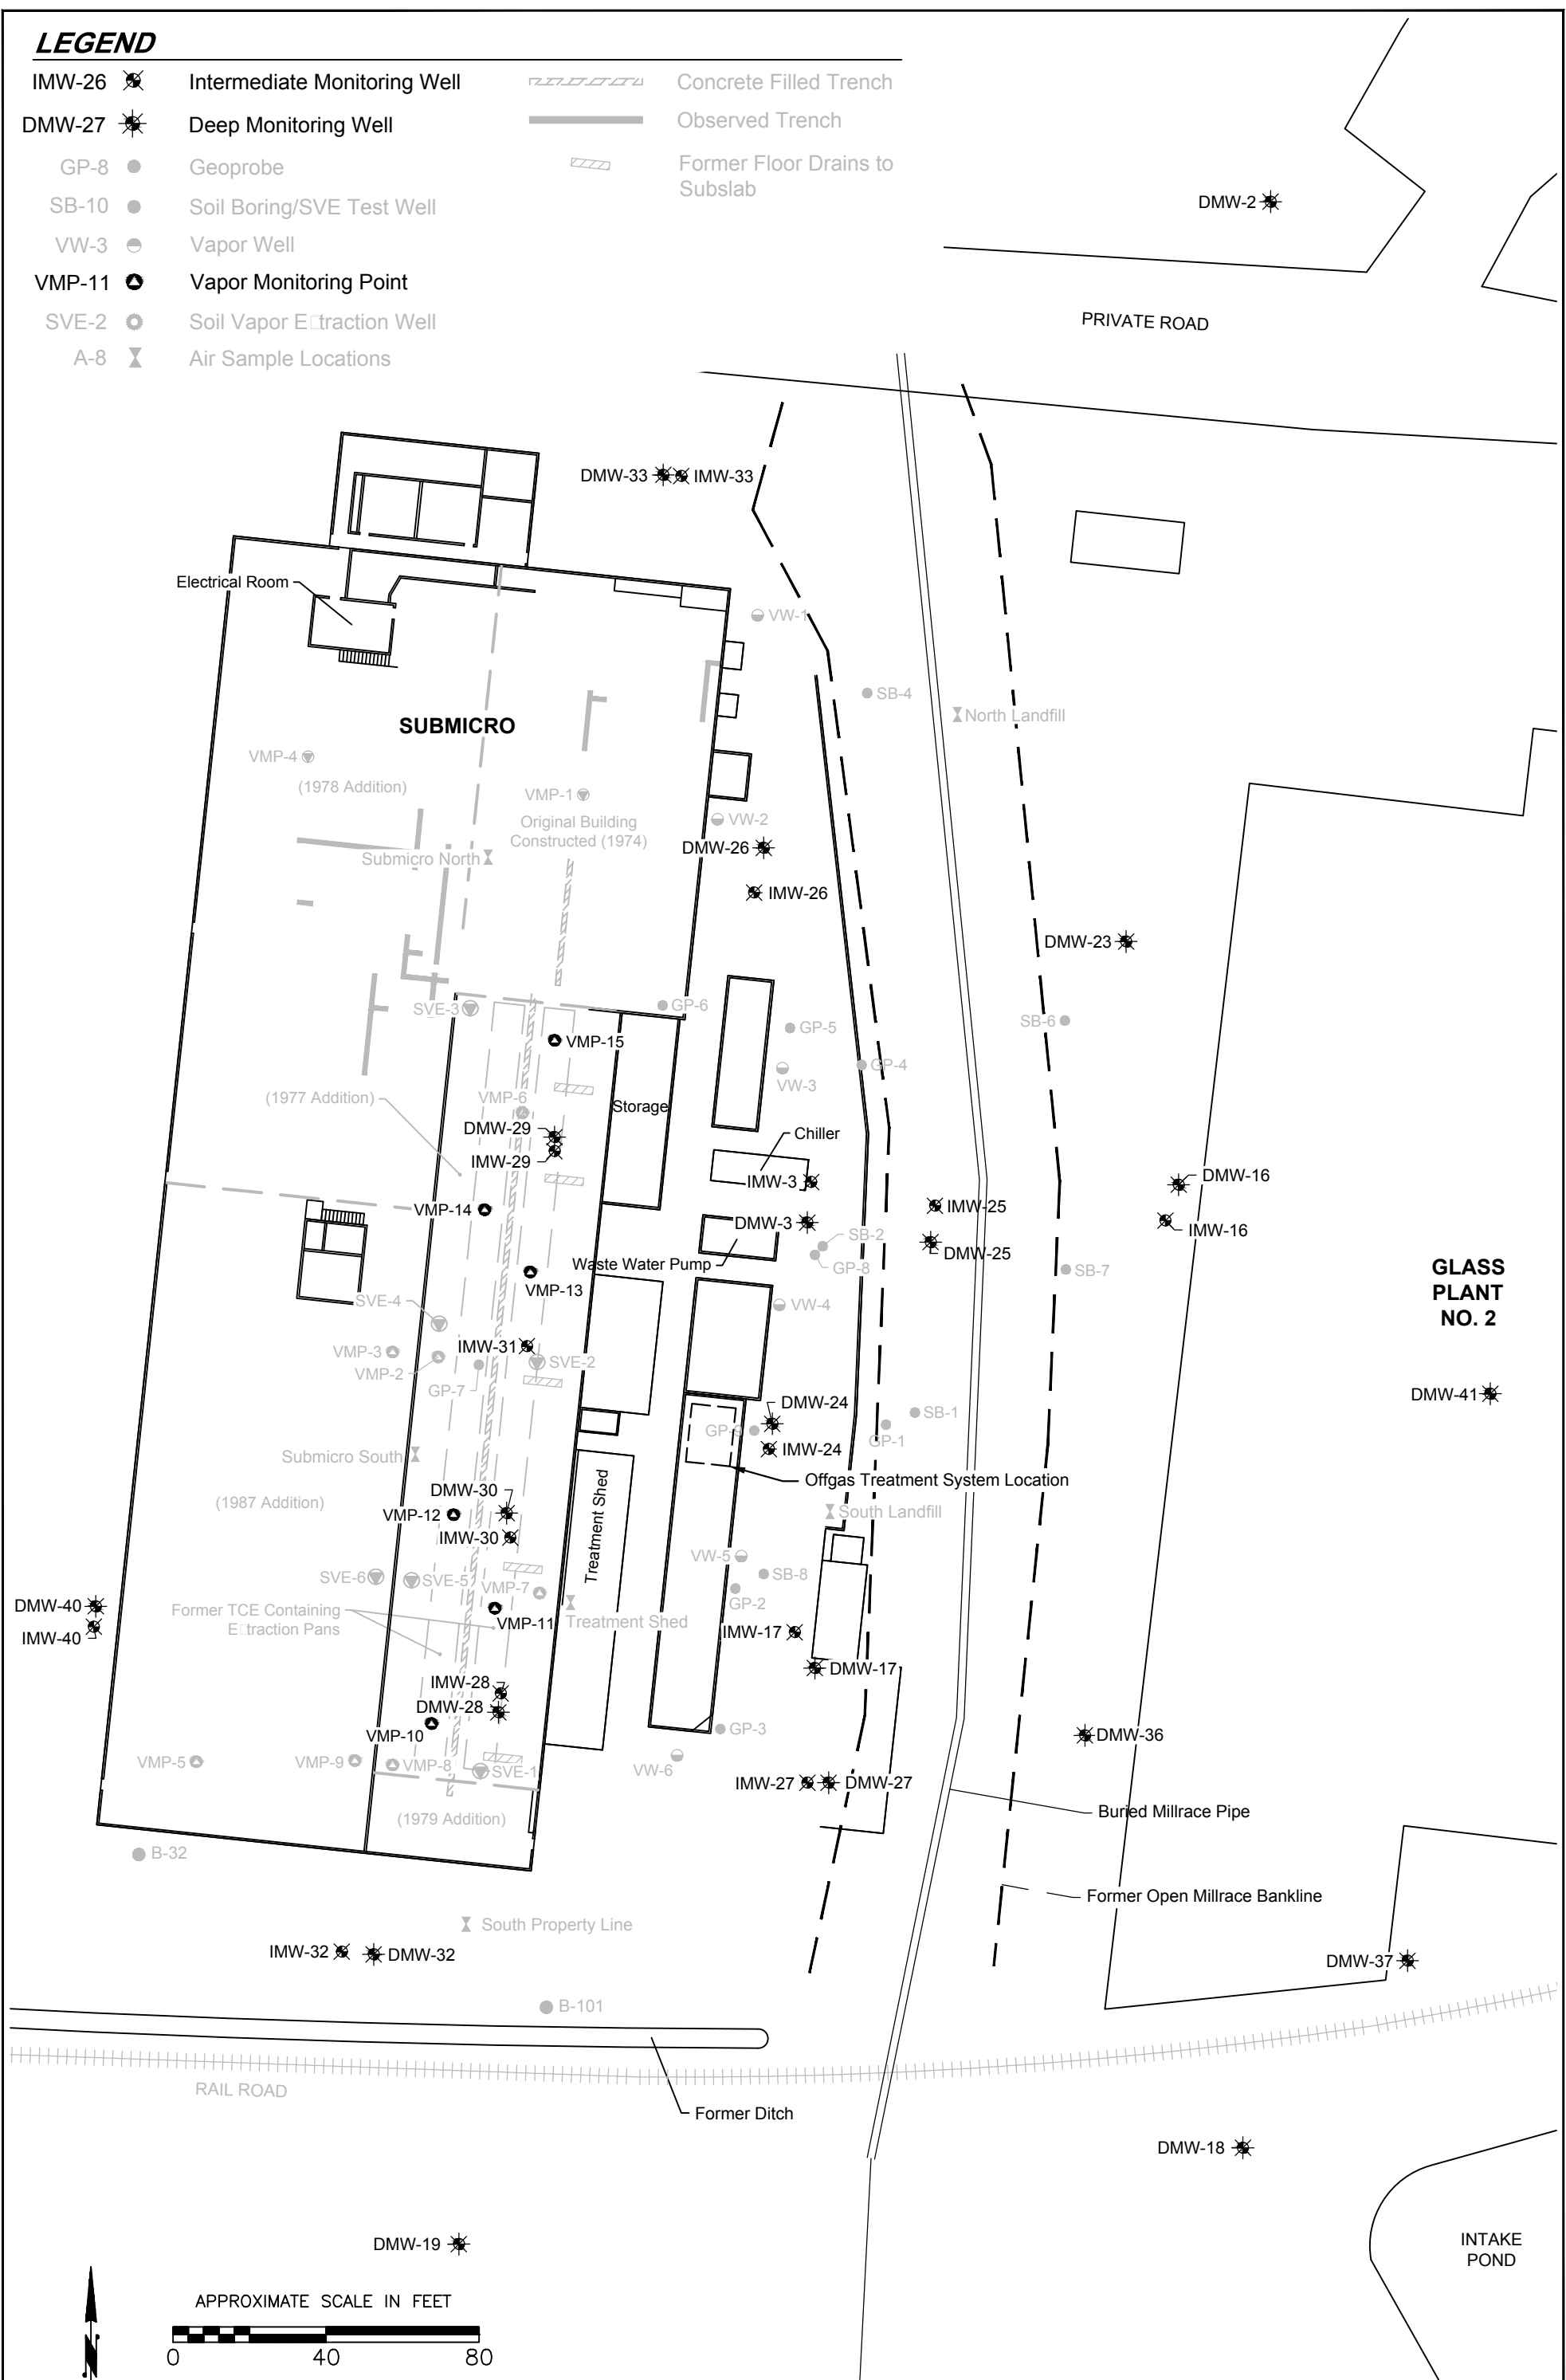 LEGEND
IMW-26 Intermediate Monitoring Well
DMW-27 Deep Monitoring Well
GP-8 Geoprobe
SB-10 Soil Boring/SVE Test Well
VW-3 Vapor Well
VMP-11 Vapor Monitoring Point
SVE-2 Soil Vapor E□traction Well
A-8 Air Sample Locations
Concrete Filled Trench
Observed Trench
Former Floor Drains to
Subslab
DMW-2
PRIVATE ROAD
DMW-33 IMW-33
Electrical Room
VW-1
SB-4
North Landfill
SUBMICRO
VMP-4
(1978 Addition)
VMP-1
Original Building
Constructed (1974)
VW-2
DMW-26
Submicro North
IMW-26
DMW-23
SVE-3
GP-6
GP-5
SB-6
VMP-15
GP-4
VW-3
(1977 Addition)
VMP-6
Storage
DMW-29
Chiller
IMW-29
IMW-3
DMW-16
VMP-14
IMW-25
DMW-3
IMW-16
SB-2
DMW-25
Waste Water Pump
GP-8
SB-7
GLASS
PLANT
NO. 2
VMP-13
SVE-4
VW-4
IMW-31
VMP-3
SVE-2
VMP-2
GP-7
DMW-41
DMW-24
SB-1
GP-9
GP-1
IMW-24
Submicro South
Offgas Treatment System Location
DMW-30
(1987 Addition)
VMP-12
South Landfill
IMW-30
Treatment Shed
VW-5
SVE-6
SVE-5
VMP-7
SB-8
GP-2
DMW-40
Former TCE Containing
E□traction Pans
VMP-11
Treatment Shed
IMW-40
IMW-17
DMW-17
IMW-28
DMW-28
VMP-10
GP-3
DMW-36
VMP-5
VMP-9
VMP-8
SVE-1
VW-6
IMW-27
DMW-27
Buried Millrace Pipe
(1979 Addition)
B-32
Former Open Millrace Bankline
South Property Line
IMW-32
DMW-32
DMW-37
B-101
RAIL ROAD
Former Ditch
DMW-18
DMW-19
INTAKE
POND
APPROXIMATE SCALE IN FEET
0 40 80
N